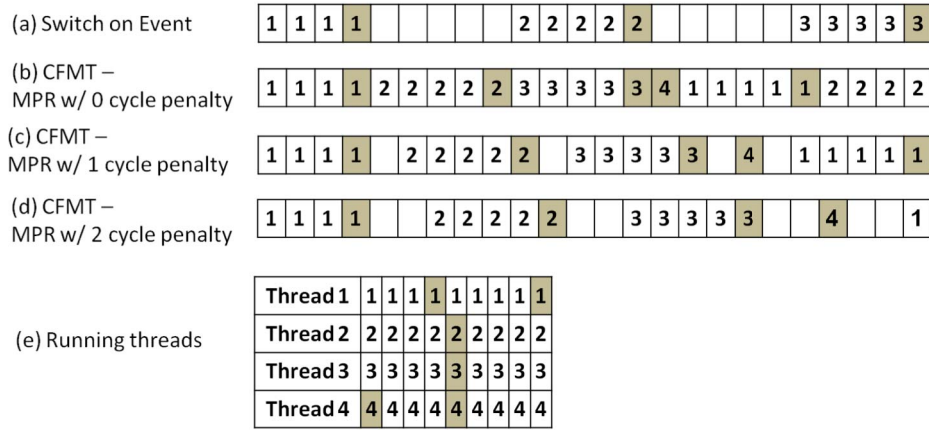 (a) Switch on Event 1 1 1 1 2 2 2 2 2 3 3 3 3 3
(b) CFMT –
MPR w/ 0 cycle penalty 1 1 1 1 2 2 2 2 2 3 3 3 3 3 4 1 1 1 1 1 2 2 2 2
(c) CFMT –
MPR w/ 1 cycle penalty 1 1 1 1 2 2 2 2 2 3 3 3 3 3 4 1 1 1 1 1
(d) CFMT –
MPR w/ 2 cycle penalty 1 1 1 1 2 2 2 2 2 3 3 3 3 3 4 1
(e) Running threads
Thread 1 1 1 1 1 1 1 1 1 1
Thread 2 2 2 2 2 2 2 2 2 2
Thread 3 3 3 3 3 3 3 3 3 3
Thread 4 4 4 4 4 4 4 4 4 4